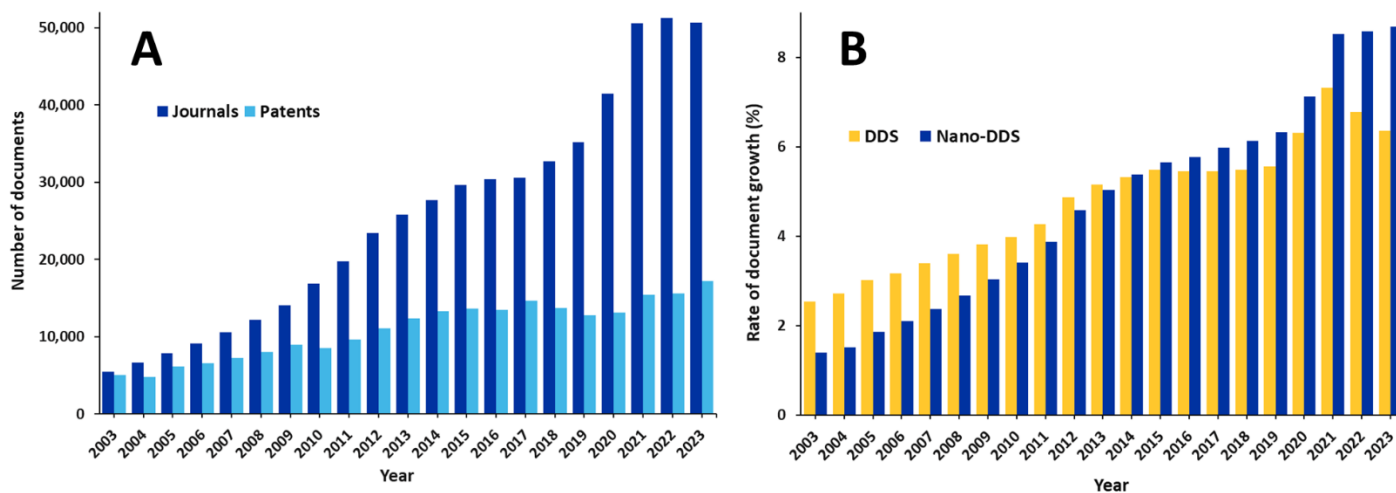 A
Number of documents
50,000
40,000
30,000
20,000
10,000
0
Journals Patents
2003 2004 2005 2006 2007 2008 2009 2010 2011 2012 2013 2014 2015 2016 2017 2018 2019 2020 2021 2022 2023
Year
B
Rate of document growth (%)
8
6
4
2
0
DDS Nano-DDS
2003 2004 2005 2006 2007 2008 2009 2010 2011 2012 2013 2014 2015 2016 2017 2018 2019 2020 2021 2022 2023
Year